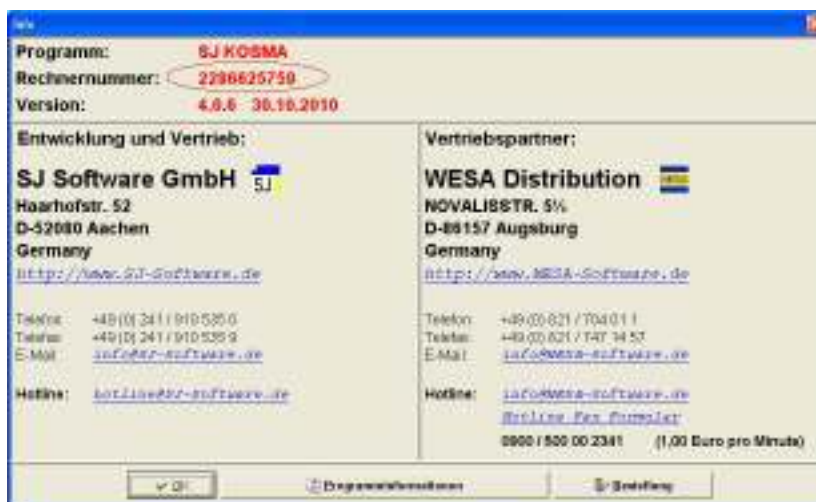 Info
Programm: SJ KOSMA
Rechnernummer: 2286625750
Version: 4.0.6 30.10.2010
Entwicklung und Vertrieb:
SJ Software GmbH SJ
Haarhofstr. 52
D-52080 Aachen
Germany
http://www.SJ-Software.de
Telefon: +49 (0) 241 / 910 535 0
Telefax: +49 (0) 241 / 910 535 9
E-Mail: info@SJ-Software.de
Hotline: hotline@SJ-Software.de
Vertriebspartner:
WESA Distribution WESA
NOVALISSTR. 5½
D-86157 Augsburg
Germany
http://www.WESA-Software.de
Telefon: +49 (0) 821 / 704 01 1
Telefax: +49 (0) 821 / 747 14 57
E-Mail: info@WESA-Software.de
Hotline: info@WESA-Software.de
Hotline Fax Formular
0900 / 500 00 2341 (1,00 Euro pro Minute)
OK
Programminformationen
Bestellung